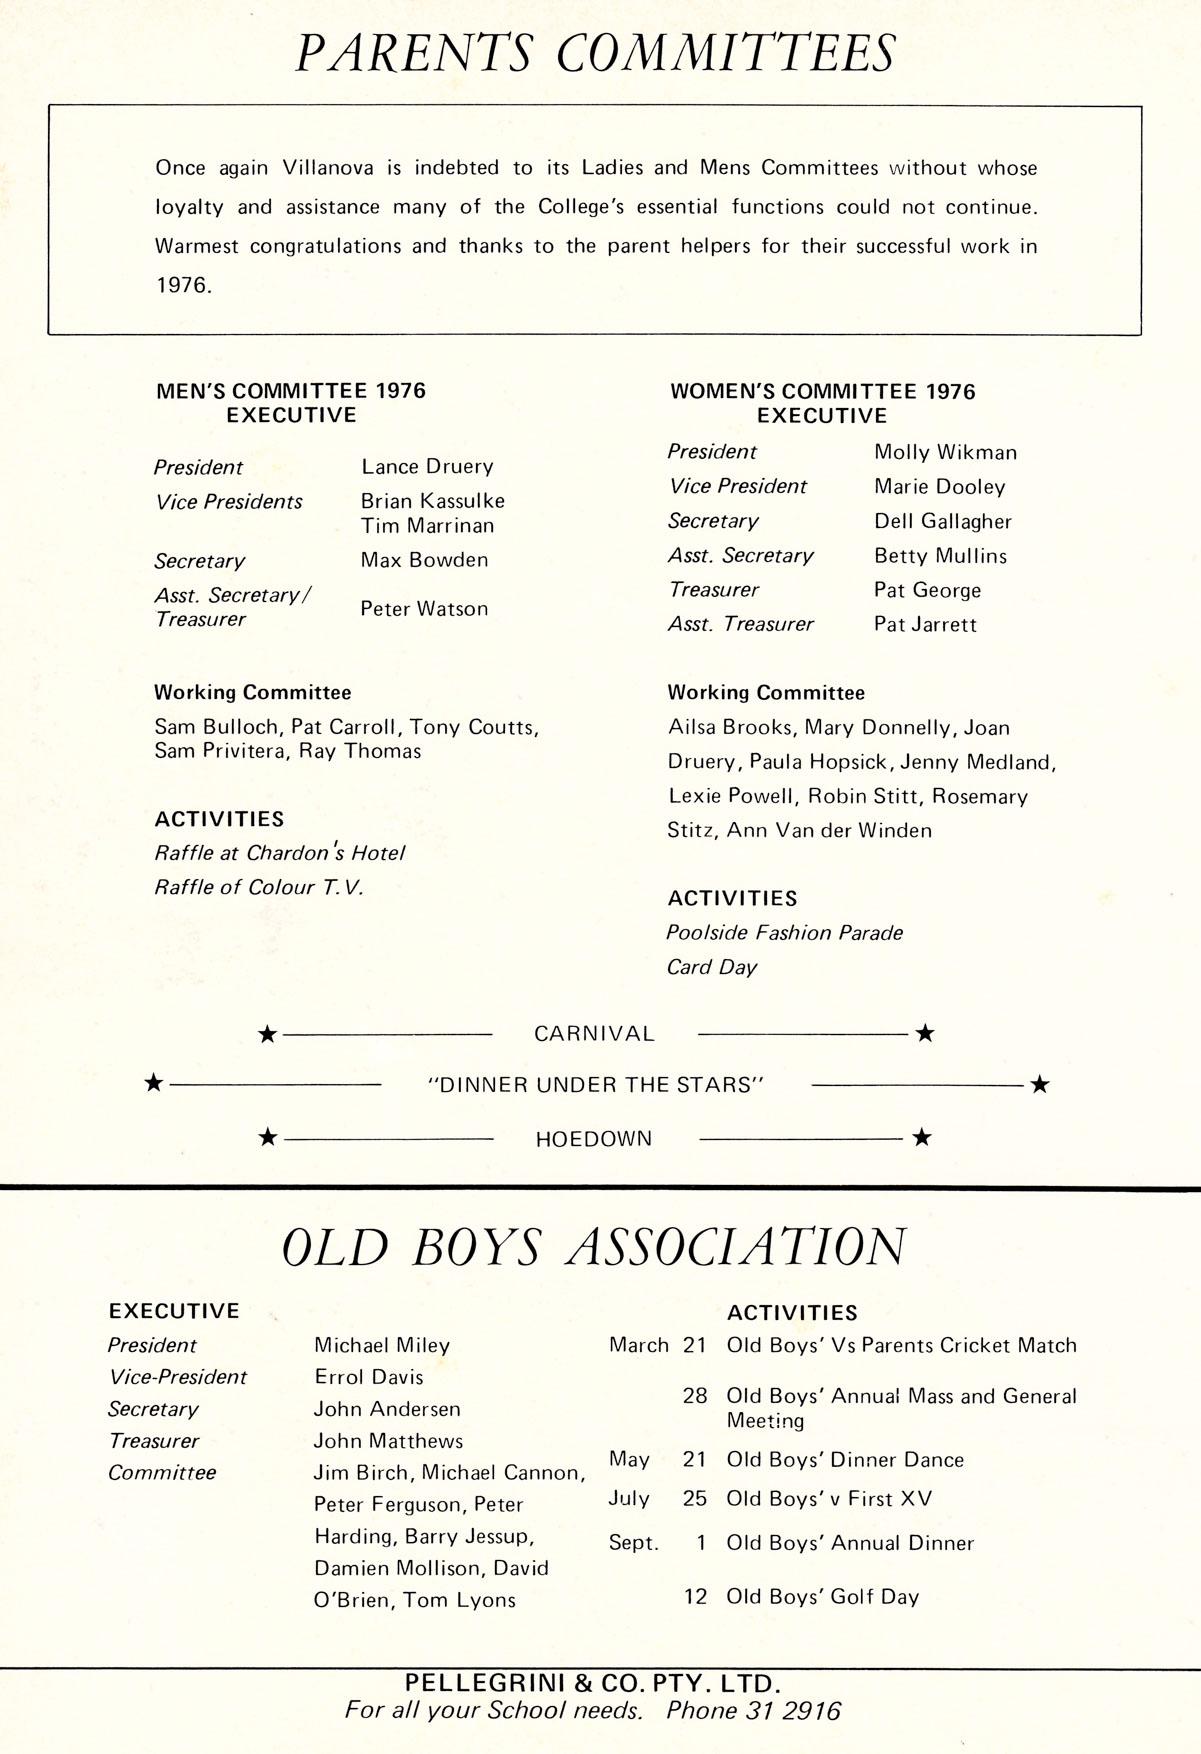 PARENTS COMMITTEES
Once again Villanova is indebted to its Ladies and Mens Committees without whose
loyalty and assistance many of the College's essential functions could not continue.
Warmest congratulations and thanks to the parent helpers for their successful work in
1976.
MEN'S COMMITTEE 1976
EXECUTIVE
President Lance Druery
Vice Presidents Brian Kassulke
Tim Marrinan
Secretary Max Bowden
Asst. Secretary/
Treasurer Peter Watson
Working Committee
Sam Bulloch, Pat Carroll, Tony Coutts,
Sam Privitera, Ray Thomas
ACTIVITIES
Raffle at Chardon's Hotel
Raffle of Colour T.V.
WOMEN'S COMMITTEE 1976
EXECUTIVE
President Molly Wikman
Vice President Marie Dooley
Secretary Dell Gallagher
Asst. Secretary Betty Mullins
Treasurer Pat George
Asst. Treasurer Pat Jarrett
Working Committee
Ailsa Brooks, Mary Donnelly, Joan
Druery, Paula Hopsick, Jenny Medland,
Lexie Powell, Robin Stitt, Rosemary
Stitz, Ann Van der Winden
ACTIVITIES
Poolside Fashion Parade
Card Day
★ CARNIVAL ★
★ "DINNER UNDER THE STARS" ★
★ HOEDOWN ★
OLD BOYS ASSOCIATION
EXECUTIVE
President Michael Miley
Vice-President Errol Davis
Secretary John Andersen
Treasurer John Matthews
Committee Jim Birch, Michael Cannon,
Peter Ferguson, Peter
Harding, Barry Jessup,
Damien Mollison, David
O'Brien, Tom Lyons
ACTIVITIES
March 21 Old Boys' Vs Parents Cricket Match
28 Old Boys' Annual Mass and General
Meeting
May 21 Old Boys' Dinner Dance
July 25 Old Boys' v First XV
Sept. 1 Old Boys' Annual Dinner
12 Old Boys' Golf Day
PELLEGRINI & CO. PTY. LTD.
For all your School needs. Phone 31 2916